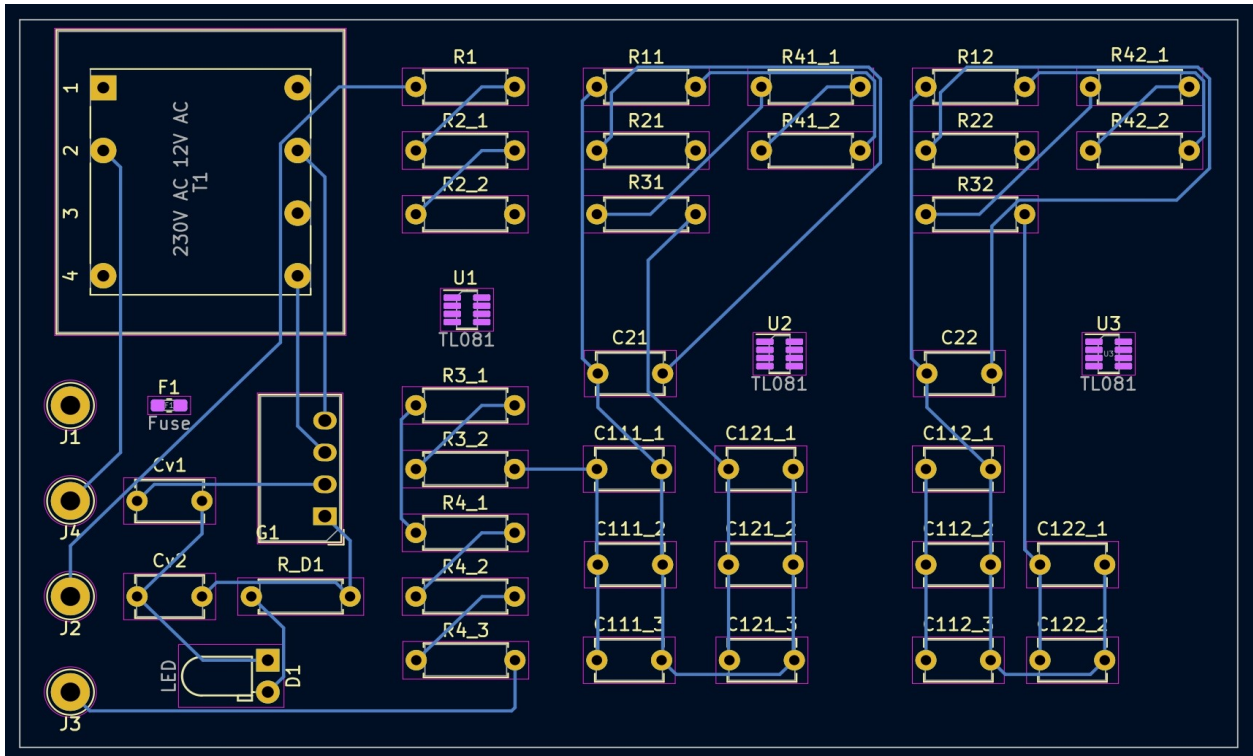 R1
R11
R41_1
R12
R42_1
1
R2_1
R21
R41_2
R22
R42_2
2
230V AC 12V AC
T1
R2_2
R31
R32
3
4
U1
TL081
C21
U2
TL081
C22
U3
U3
TL081
R3_1
F1
Fuse
J1
R3_2
C111_1
C121_1
C112_1
Cv1
J4
R4_1
G1
C111_2
C121_2
C112_2
C122_1
Cv2
R_D1
R4_2
J2
R4_3
C111_3
C121_3
C112_3
C122_2
LED
D1
J3